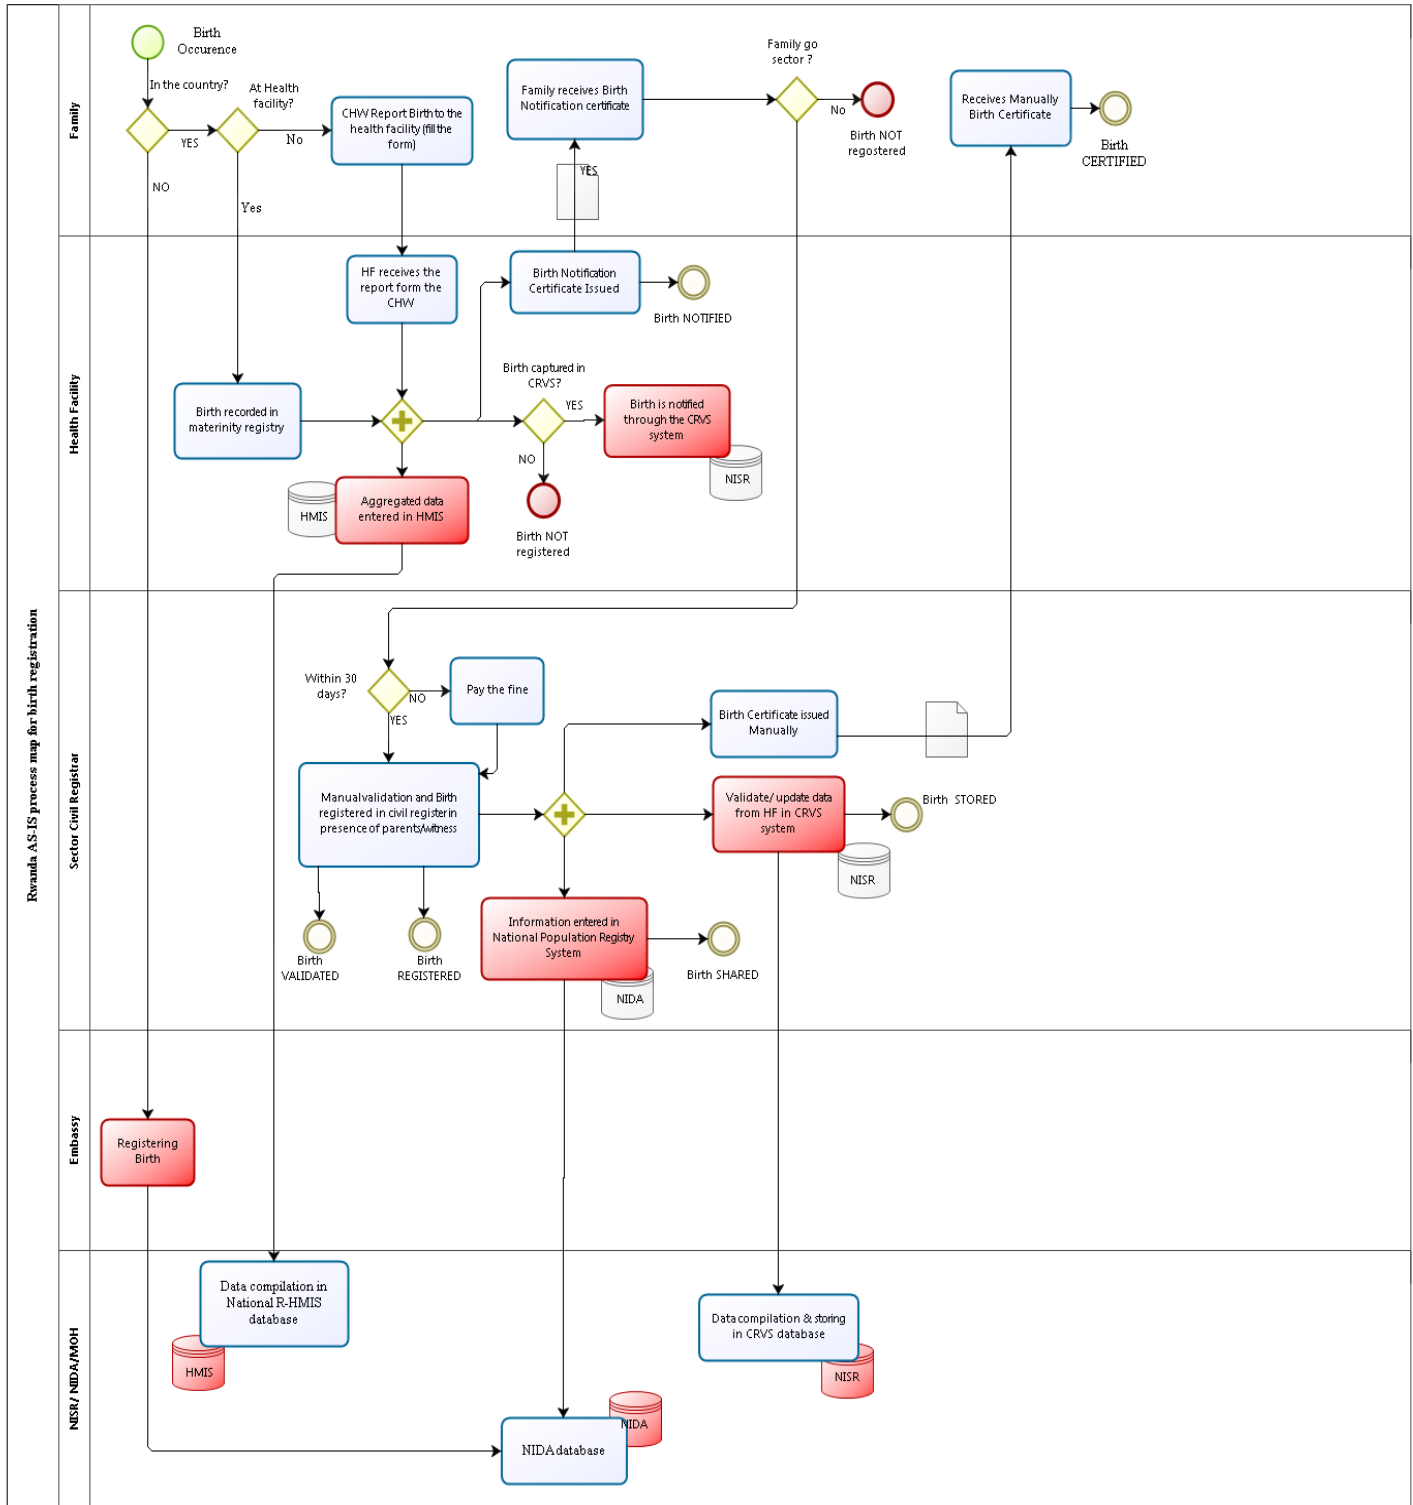 Rwanda AS-IS process map for birth registration
Family
Birth
Occurence
In the country?
YES
NO
At Health
facility?
No
Yes
CHW Report Birth to the
health facility (fill the
form)
Family receives Birth
Notification certificate
YES
Family go
sector ?
No
Birth NOT
regostered
Receives Manually
Birth Certificate
Birth
CERTIFIED
Health Facility
HF receives the
report form the
CHW
Birth Notification
Certificate Issued
Birth NOTIFIED
Birth recorded in
materinity registry
Birth captured in
CRVS?
YES
NO
Birth is notified
through the CRVS
system
NISR
HMIS
Aggregated data
entered in HMIS
Birth NOT
registered
Sector Civil Registrar
Within 30
days?
NO
YES
Pay the fine
Birth Certificate issued
Manually
Manual validation and Birth
registered in civil register in
presence of parents/witness
Validate/ update data
from HF in CRVS
system
Birth  STORED
NISR
Birth
VALIDATED
Birth
REGISTERED
Information entered in
National Population Registry
System
NIDA
Birth SHARED
Embassy
Registering
Birth
NISR/ NIDA/MOH
Data compilation in
National R-HMIS
database
HMIS
Data compilation & storing
in CRVS database
NISR
NIDA
NIDA database